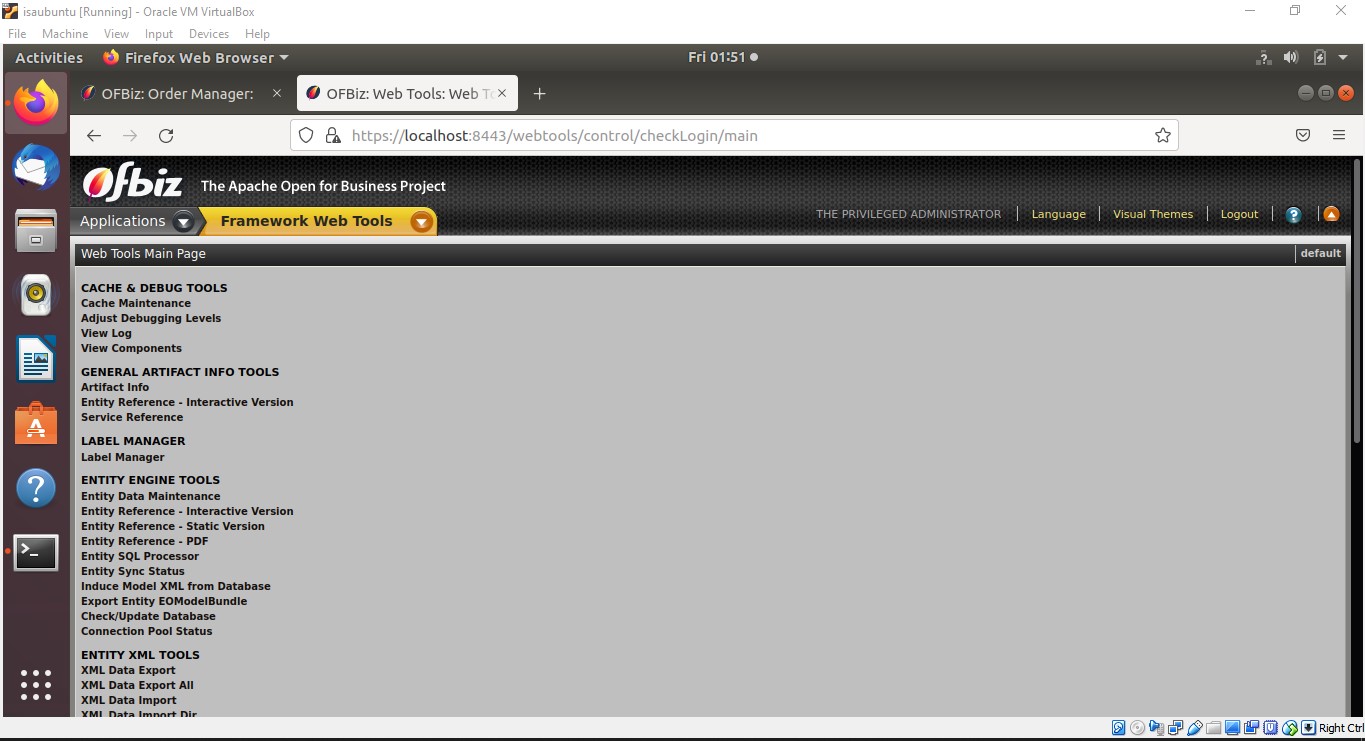 isaubuntu [Running] - Oracle VM VirtualBox
File Machine View Input Devices Help
Activities Firefox Web Browser Fri 01:51
OFBiz: Order Manager: OFBiz: Web Tools: Web To
https://localhost:8443/webtools/control/checkLogin/main
Ofbiz The Apache Open for Business Project
Applications Framework Web Tools THE PRIVILEGED ADMINISTRATOR Language Visual Themes Logout ?
Web Tools Main Page default
CACHE & DEBUG TOOLS
Cache Maintenance
Adjust Debugging Levels
View Log
View Components
GENERAL ARTIFACT INFO TOOLS
Artifact Info
Entity Reference - Interactive Version
Service Reference
LABEL MANAGER
Label Manager
ENTITY ENGINE TOOLS
Entity Data Maintenance
Entity Reference - Interactive Version
Entity Reference - Static Version
Entity Reference - PDF
Entity SQL Processor
Entity Sync Status
Induce Model XML from Database
Export Entity EOModelBundle
Check/Update Database
Connection Pool Status
ENTITY XML TOOLS
XML Data Export
XML Data Export All
XML Data Import
XML Data Import Dir
Right Ctrl